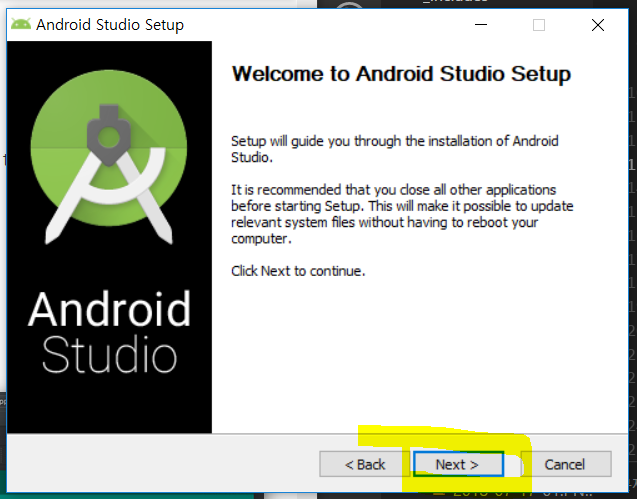 Android Studio Setup
Welcome to Android Studio Setup
Setup will guide you through the installation of Android
Studio.
It is recommended that you close all other applications
before starting Setup. This will make it possible to update
relevant system files without having to reboot your
computer.
Click Next to continue.
Android
Studio
< Back
Next >
Cancel